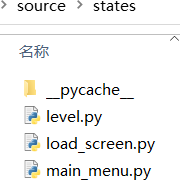 source > states
名称
__pycache__
level.py
load_screen.py
main_menu.py